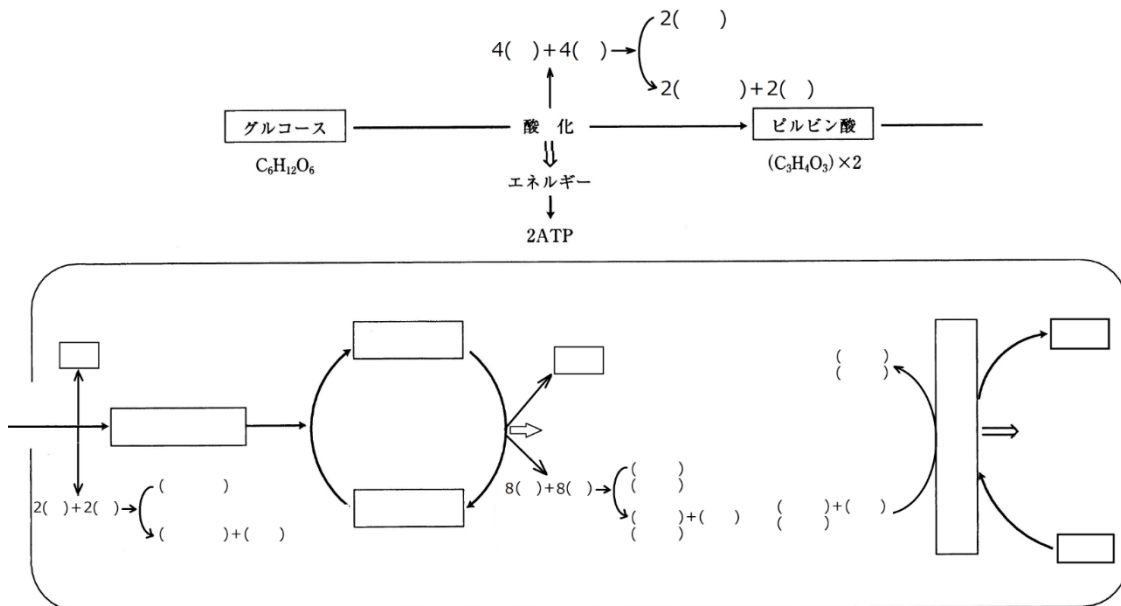 2(　)
4(　)+4(　)→
2(　)+2(　)
グルコース
酸化
ピルビン酸
C₆H₁₂O₆
(C₃H₄O₃)×2
エネルギー
2ATP
(　)
(　)
2(　)+2(　)→
(　)
(　)+(　)
8(　)+8(　)→
(　)
(　)
(　)+(　)
(　)
(　)+(　)
(　)